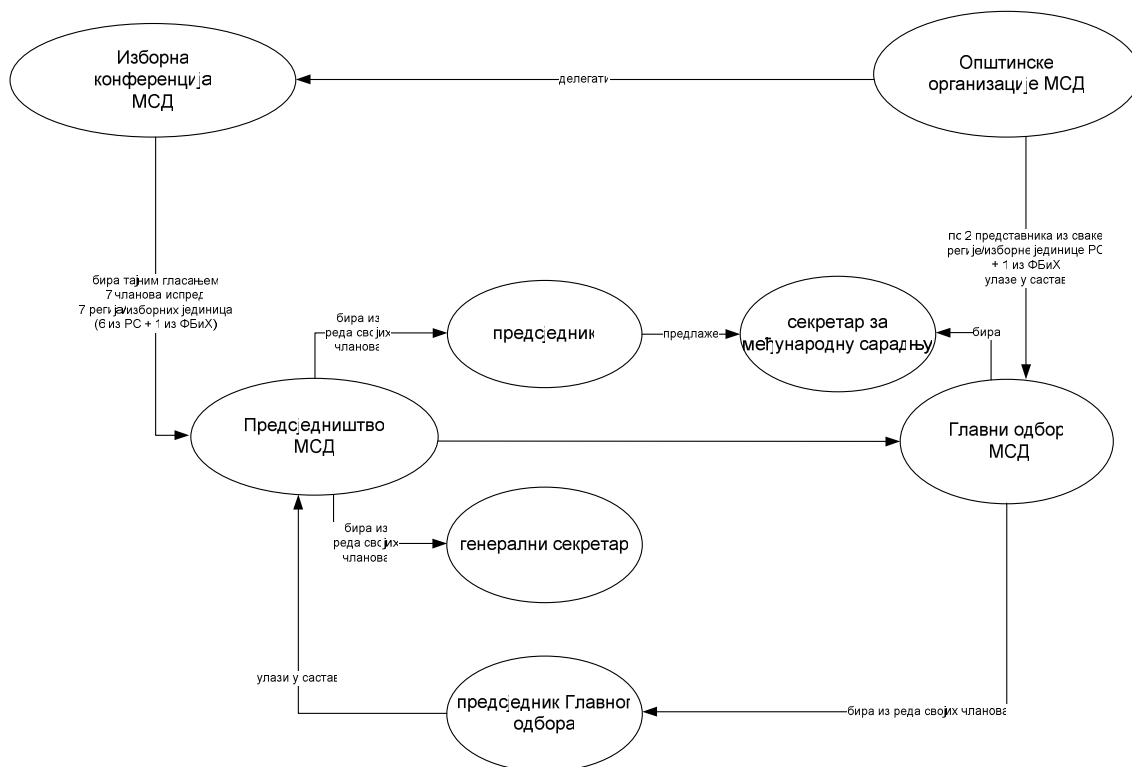 Изборна
конференција
МСД
Општинске
организације МСД
делегати
по 2 представника из сваке
регије/изборне јединице РС
+ 1 из ФБиХ
улазе у састав
бира тајним гласањем
7 чланова испред
7 регија/изборних јединица
(6 из РС + 1 из ФБиХ)
бира из
реда својих
чланова
предсједник
предлаже
секретар за
међународну сарадњу
бира
Предсједништво
МСД
Главни одбор
МСД
бира из
реда својих
чланова
генерални секретар
улази у састав
предсједник Главног
одбора
бира из реда својих чланова